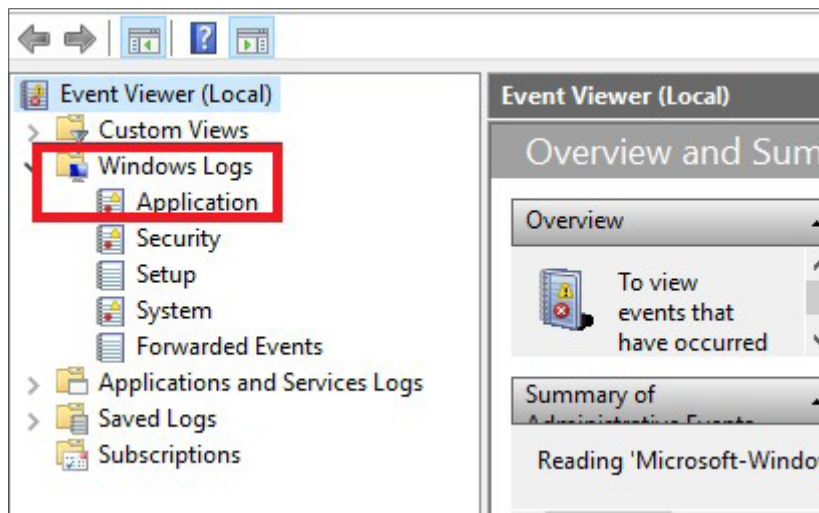 Event Viewer (Local)
Custom Views
Windows Logs
Application
Security
Setup
System
Forwarded Events
Applications and Services Logs
Saved Logs
Subscriptions
Event Viewer (Local)
Overview and Sum
Overview
To view
events that
have occurred
Summary of
Administrative Events
Reading 'Microsoft-Windo